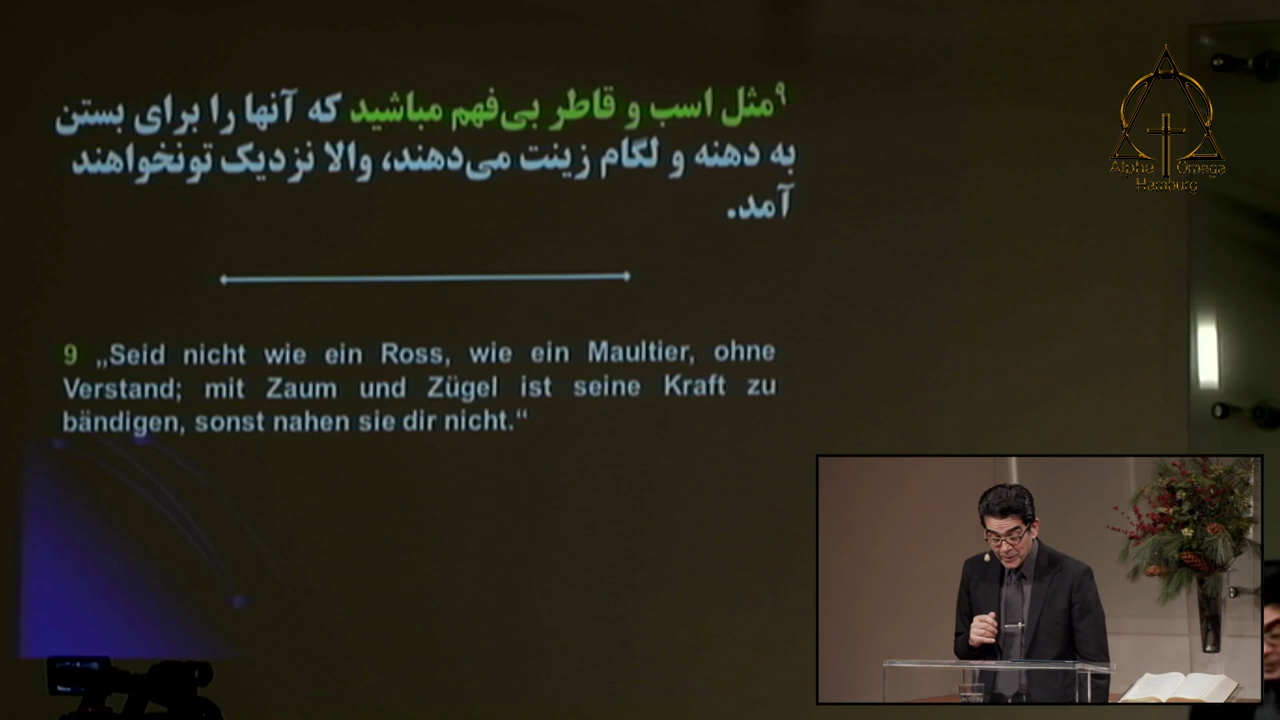 ۹مثل اسب و قاطر بی‌فهم مباشید که آنها را برای بستن
به دهنه و لگام زینت می‌دهند، والا نزدیک تونخواهند
آمد.
9 „Seid nicht wie ein Ross, wie ein Maultier, ohne
Verstand; mit Zaum und Zügel ist seine Kraft zu
bändigen, sonst nahen sie dir nicht.“
Alpha Omega
Hamburg